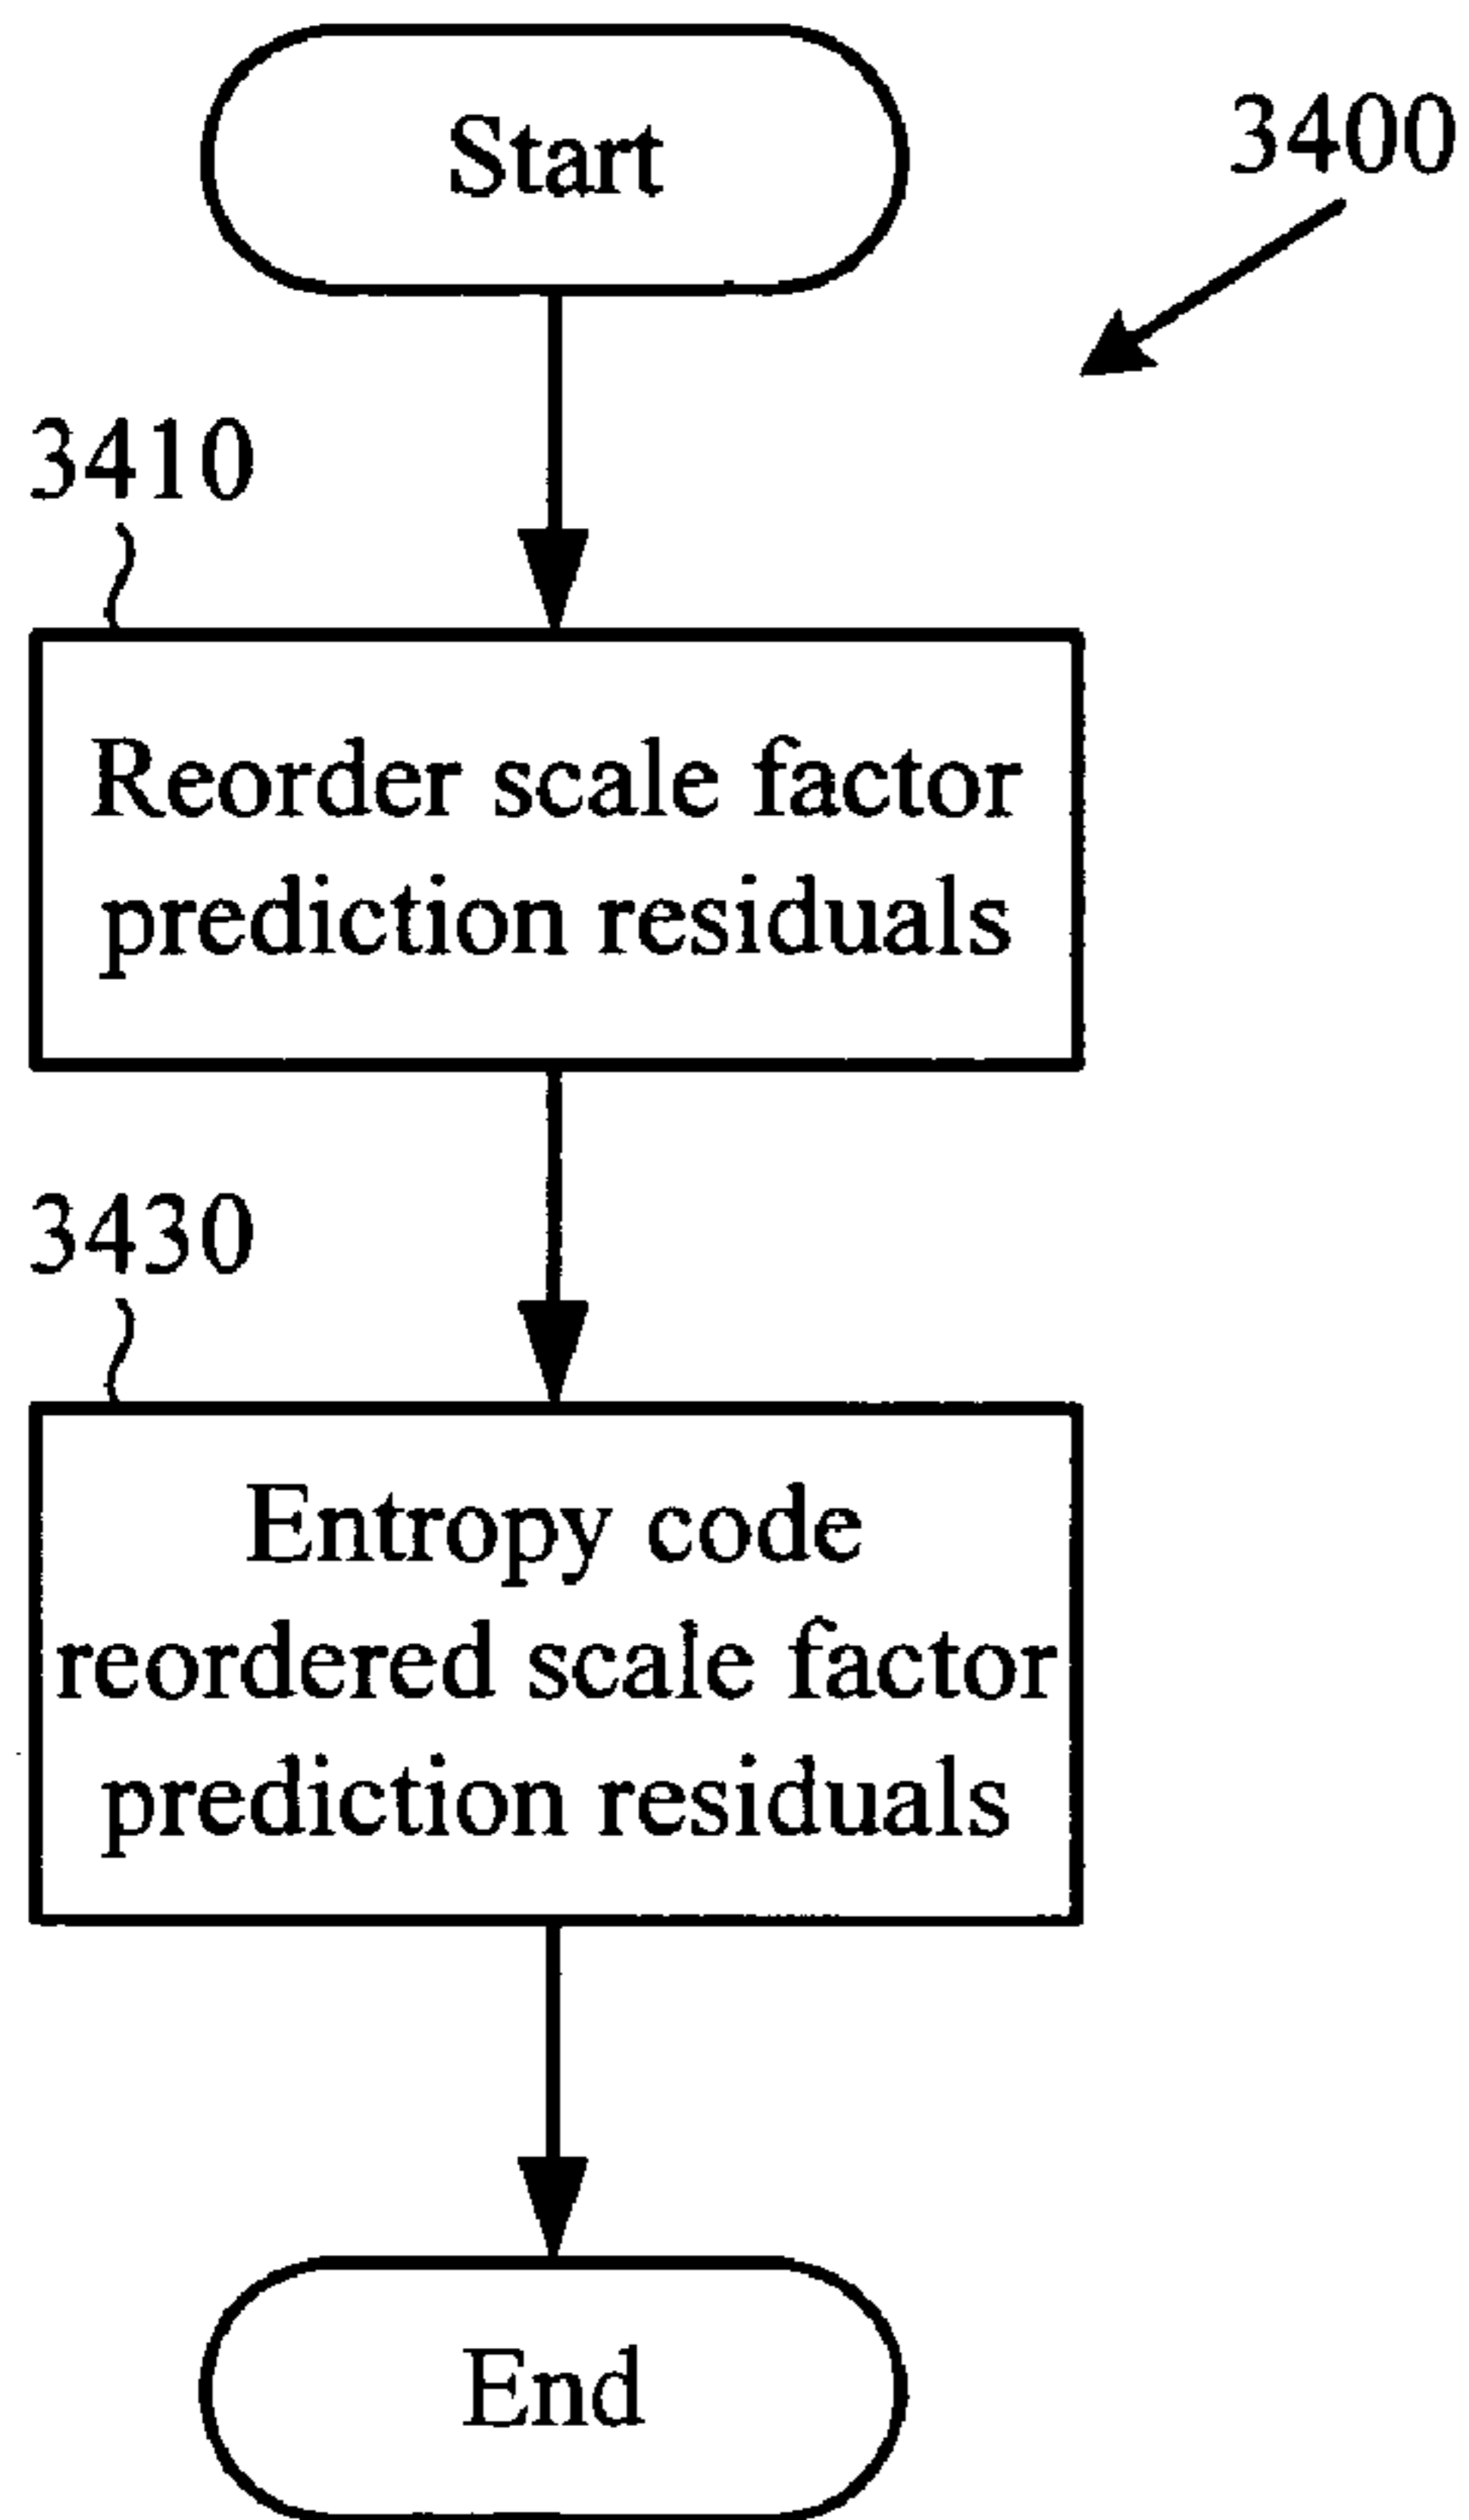 Start
3400
3410
Reorder scale factor
prediction residuals
3430
Entropy code
reordered scale factor
prediction residuals
End